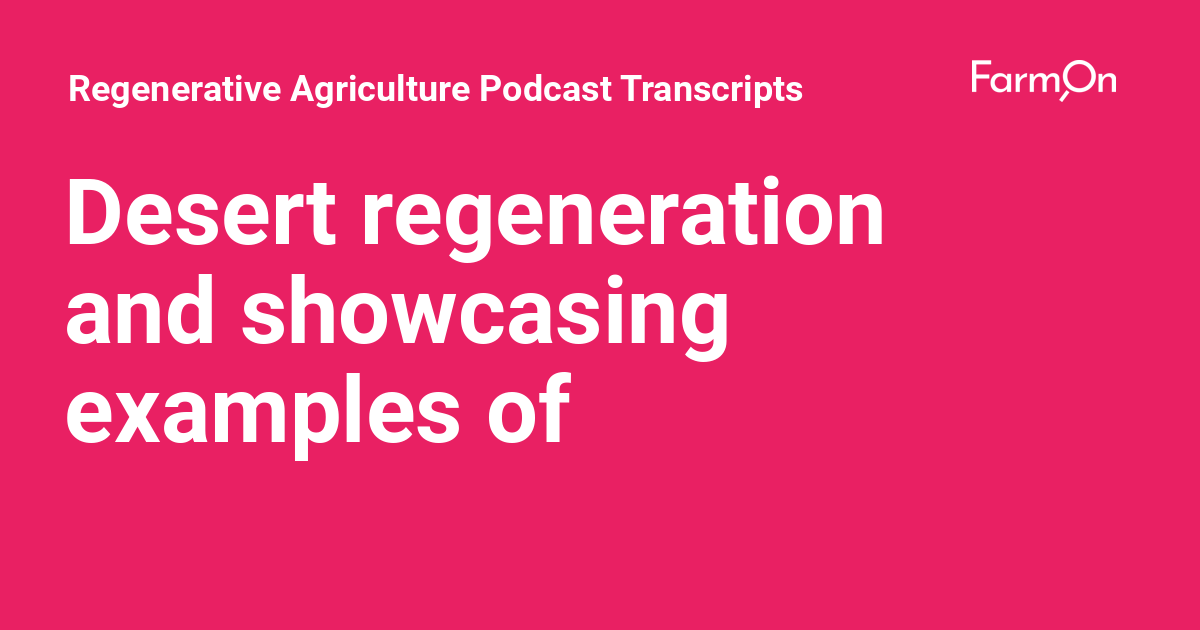 Regenerative Agriculture Podcast Transcripts
FarmOn
Desert regeneration
and showcasing
examples of